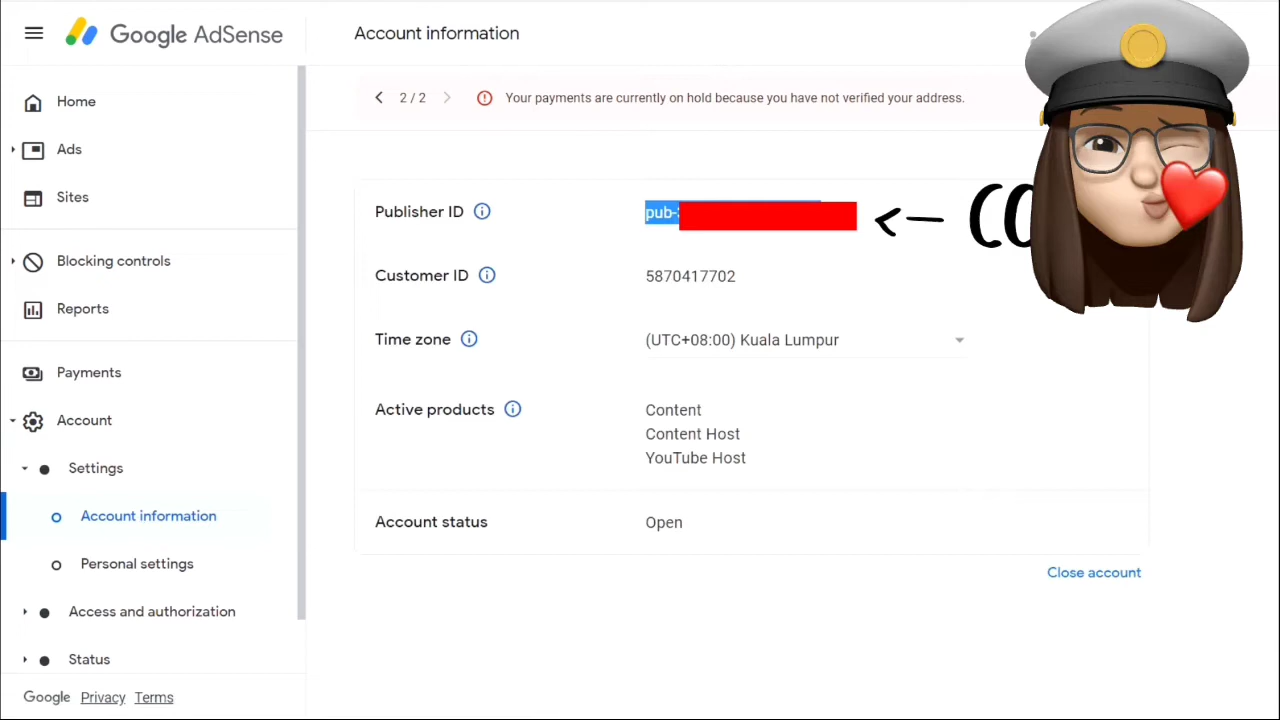 Google AdSense
Account information
Home
2/2
Your payments are currently on hold because you have not verified your address.
Ads
Sites
Publisher ID
pub-
<--
Blocking controls
Customer ID
5870417702
Reports
Time zone
(UTC+08:00) Kuala Lumpur
Payments
Account
Active products
Content
Content Host
YouTube Host
Settings
Account information
Account status
Open
Personal settings
Close account
Access and authorization
Status
Google Privacy Terms